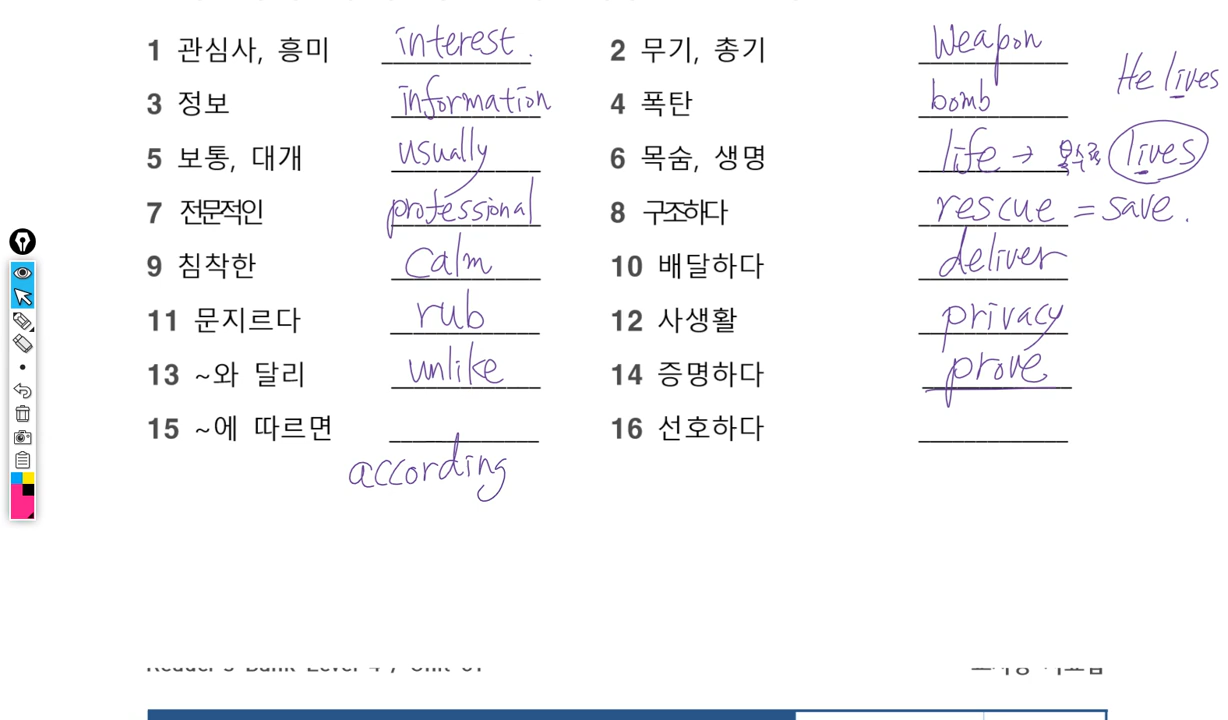 1 관심사, 흥미 interest. 2 무기, 총기 Weapon
He lives
3 정보 information 4 폭탄 bomb
5 보통, 대개 usually 6 목숨, 생명 life → 복수형 lives
7 전문적인 professional 8 구조하다 rescue = save.
9 침착한 calm 10 배달하다 deliver
11 문지르다 rub 12 사생활 privacy
13 ~와 달리 unlike 14 증명하다 prove
15 ~에 따르면 16 선호하다
according